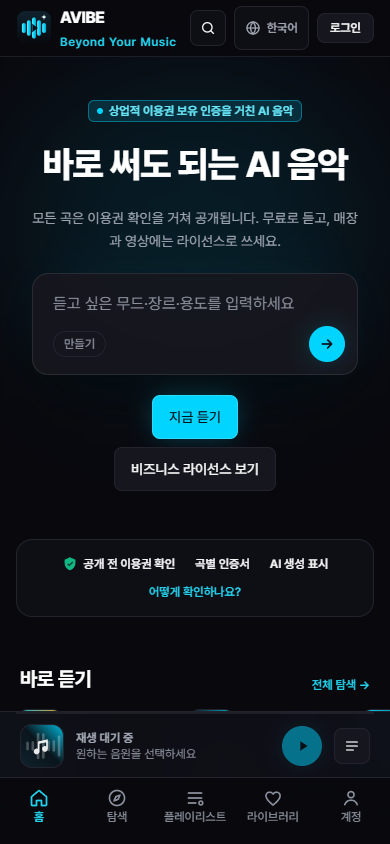 AVIBE
Beyond Your Music
한국어
로그인
상업적 이용권 보유 인증을 거친 AI 음악
바로 써도 되는 AI 음악
모든 곡은 이용권 확인을 거쳐 공개됩니다. 무료로 듣고, 매장
과 영상에는 라이선스로 쓰세요.
듣고 싶은 무드·장르·용도를 입력하세요
만들기
지금 듣기
비즈니스 라이선스 보기
공개 전 이용권 확인 곡별 인증서 AI 생성 표시
어떻게 확인하나요?
바로 듣기
전체 탐색 →
재생 대기 중
원하는 음원을 선택하세요
홈 탐색 플레이리스트 라이브러리 계정